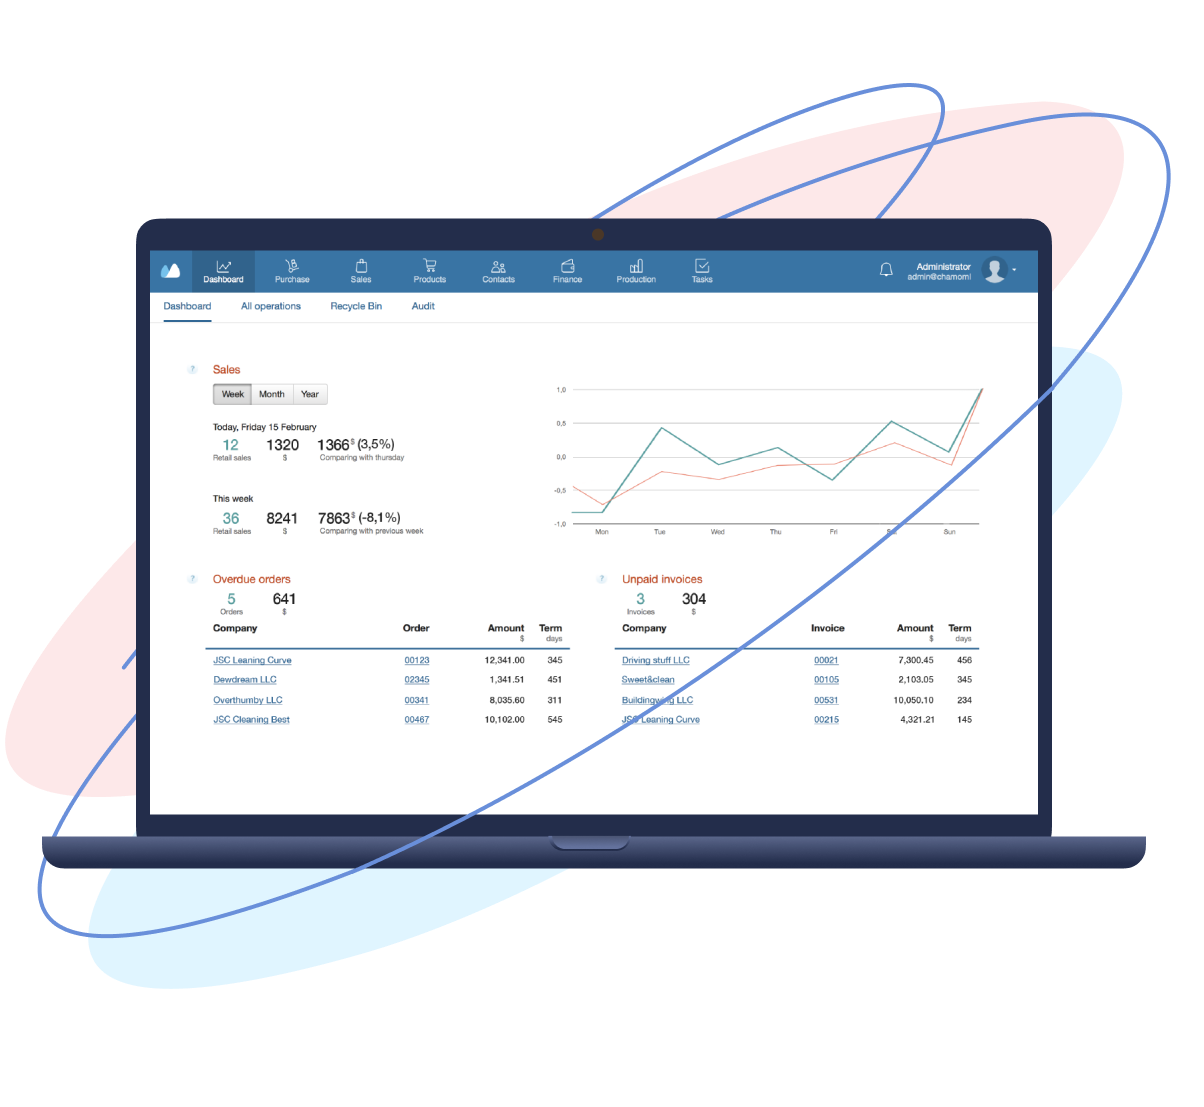 Dashboard Purchase Sales Products Contacts Finance Production Tasks Administrator
admin@chamoml
Dashboard All operations Recycle Bin Audit
? Sales
Week Month Year
Today, Friday 15 February
12 1320 1366$ (3,5%)
Retail sales $ Comparing with thursday
This week
36 8241 7863$ (-8,1%)
Retail sales $ Comparing with previous week
1,0
0,5
0,0
-0,5
-1,0
Mon Tue Wed Thu Fri Sat Sun
? Overdue orders
5 641
Orders $
Company Order Amount Term
$ days
JSC Leaning Curve 00123 12,341.00 345
Dewdream LLC 02345 1,341.51 451
Overthumby LLC 00341 8,035.60 311
JSC Cleaning Best 00467 10,102.00 545
? Unpaid invoices
3 304
Invoices $
Company Invoice Amount Term
$ days
Driving stuff LLC 00021 7,300.45 456
Sweet&clean 00105 2,103.05 345
Buildingwing LLC 00531 10,050.10 234
JSC Leaning Curve 00215 4,321.21 145